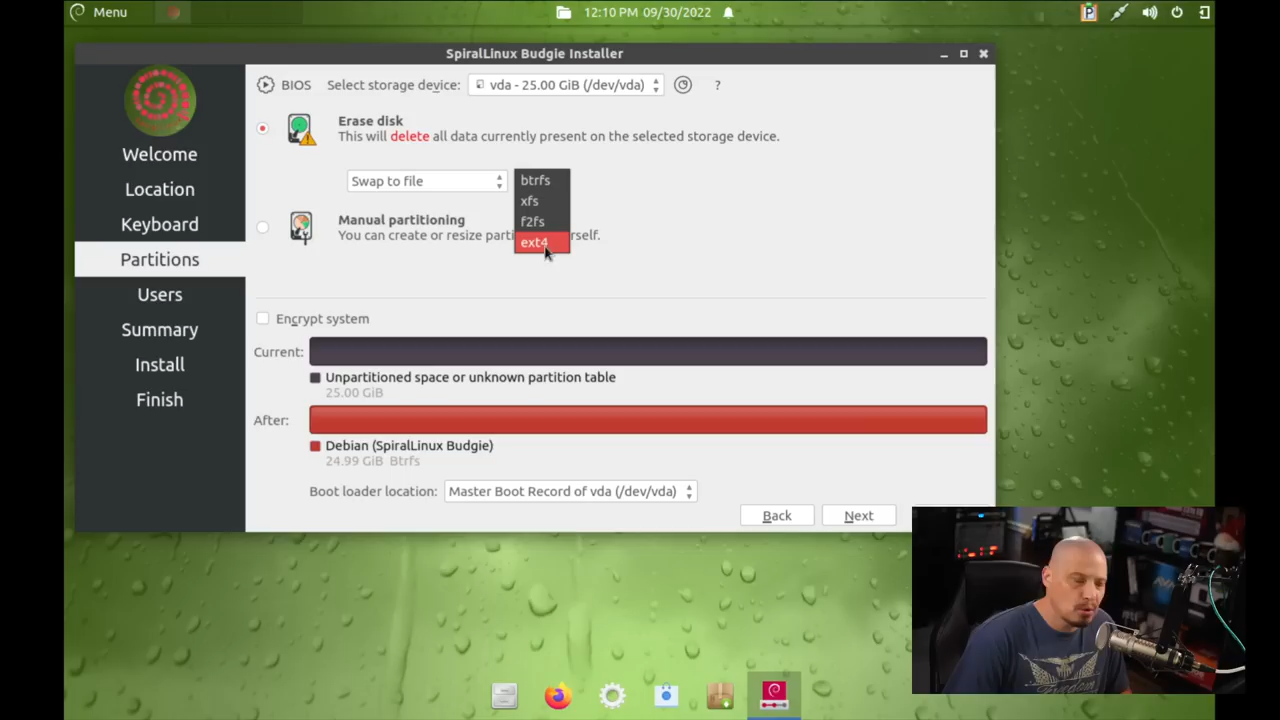 Menu
12:10 PM 09/30/2022
SpiralLinux Budgie Installer
BIOS Select storage device: vda - 25.00 GiB (/dev/vda) ?
Erase disk
This will delete all data currently present on the selected storage device.
Swap to file
btrfs
xfs
f2fs
ext4
Manual partitioning
You can create or resize parti rself.
Welcome
Location
Keyboard
Partitions
Users
Summary
Install
Finish
Encrypt system
Current:
Unpartitioned space or unknown partition table
25.00 GiB
After:
Debian (SpiralLinux Budgie)
24.99 GiB Btrfs
Boot loader location: Master Boot Record of vda (/dev/vda)
Back Next